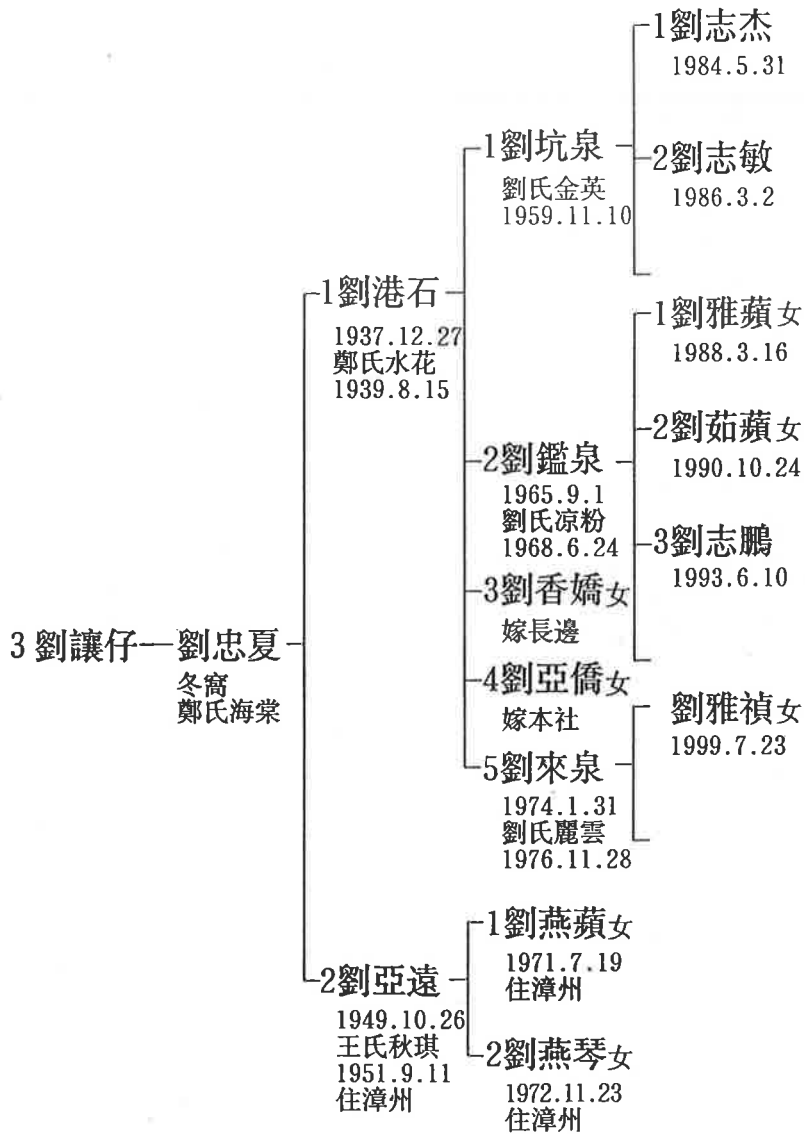 1劉志杰
1984.5.31
1劉坑泉
劉氏金英
1959.11.10
2劉志敏
1986.3.2
1劉港石
1937.12.27
鄭氏水花
1939.8.15
1劉雅蘋女
1988.3.16
2劉鑑泉
1965.9.1
劉氏凉粉
1968.6.24
2劉茹蘋女
1990.10.24
3劉志鵬
1993.6.10
3劉香嬌女
嫁長邊
3 劉讓仔
劉忠夏
冬窩
鄭氏海棠
4劉亞僑女
嫁本社
5劉來泉
1974.1.31
劉氏麗雲
1976.11.28
劉雅禎女
1999.7.23
2劉亞遠
1949.10.26
王氏秋琪
1951.9.11
住漳州
1劉燕蘋女
1971.7.19
住漳州
2劉燕琴女
1972.11.23
住漳州